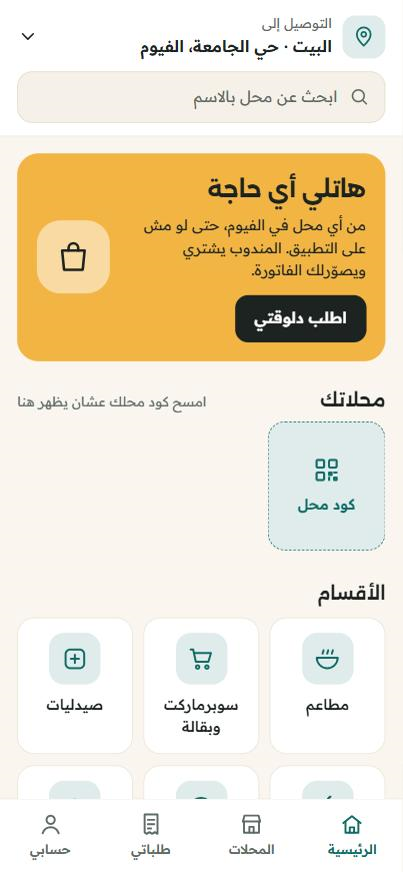 التوصيل إلى
البيت · حي الجامعة، الفيوم
ابحث عن محل بالاسم
هاتلي أي حاجة
من أي محل في الفيوم، حتى لو مش
على التطبيق. المندوب يشتري
ويصوّرلك الفاتورة.
اطلب دلوقتي
محلاتك
امسح كود محلك عشان يظهر هنا
كود محل
الأقسام
مطاعم
سوبرماركت
وبقالة
صيدليات
الرئيسية
المحلات
طلباتي
حسابي